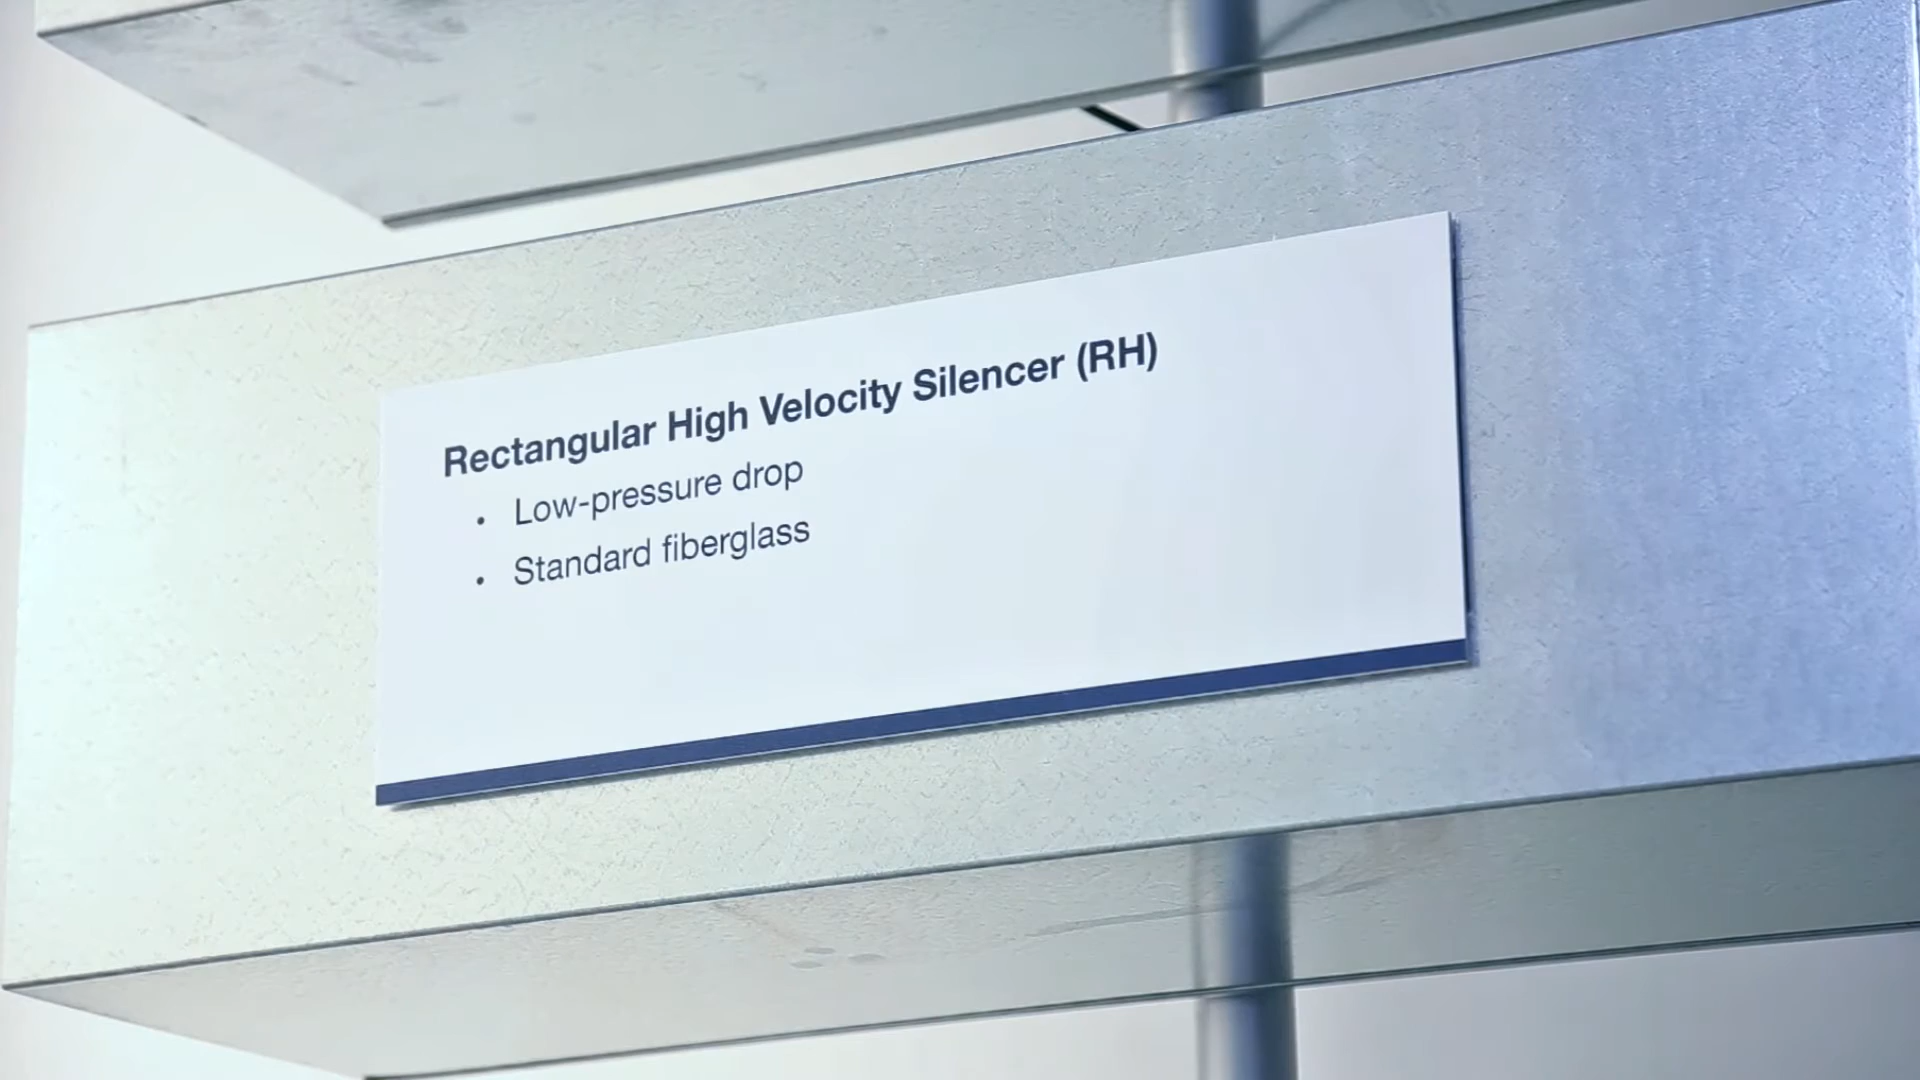 Rectangular High Velocity Silencer (RH)
• Low-pressure drop
• Standard fiberglass